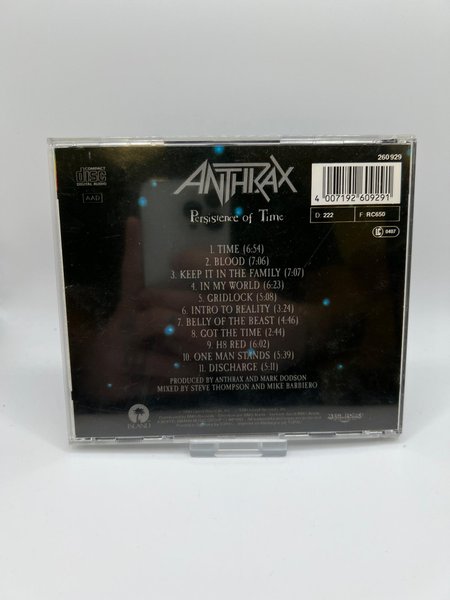 COMPACT
disc
DIGITAL AUDIO
AAD
ANTHRAX
Persistence of Time
260 929
4 007192 609291
D: 222
F: RC650
LC 0407
1. TIME (6:54)
2. BLOOD (7:06)
3. KEEP IT IN THE FAMILY (7:07)
4. IN MY WORLD (6:23)
5. GRIDLOCK (5:08)
6. INTRO TO REALITY (3:24)
7. BELLY OF THE BEAST (4:46)
8. GOT THE TIME (2:44)
9. H8 RED (6:02)
10. ONE MAN STANDS (5:39)
11. DISCHARGE (5:11)
PRODUCED BY ANTHRAX AND MARK DODSON
MIXED BY STEVE THOMPSON AND MIKE BARBIERO
ISLAND